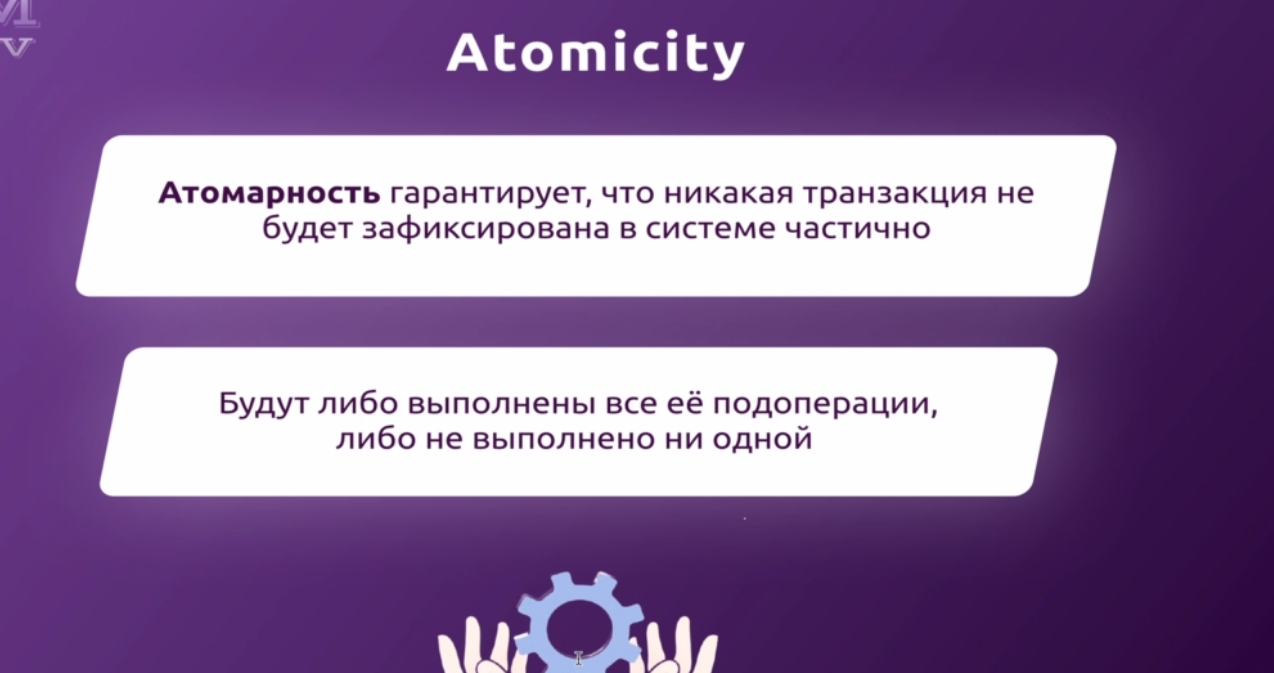 Atomicity
Атомарность гарантирует, что никакая транзакция не
будет зафиксирована в системе частично
Будут либо выполнены все её подоперации,
либо не выполнено ни одной